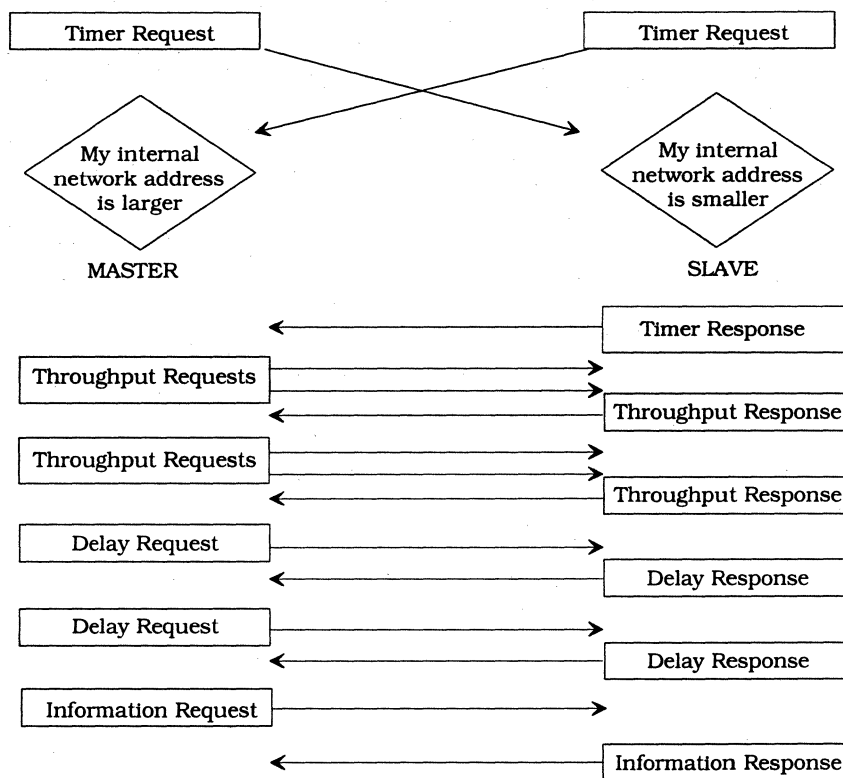 Timer Request
Timer Request
My internal
network address
is larger
My internal
network address
is smaller
MASTER
SLAVE
Timer Response
Throughput Requests
Throughput Response
Throughput Requests
Throughput Response
Delay Request
Delay Response
Delay Request
Delay Response
Information Request
Information Response